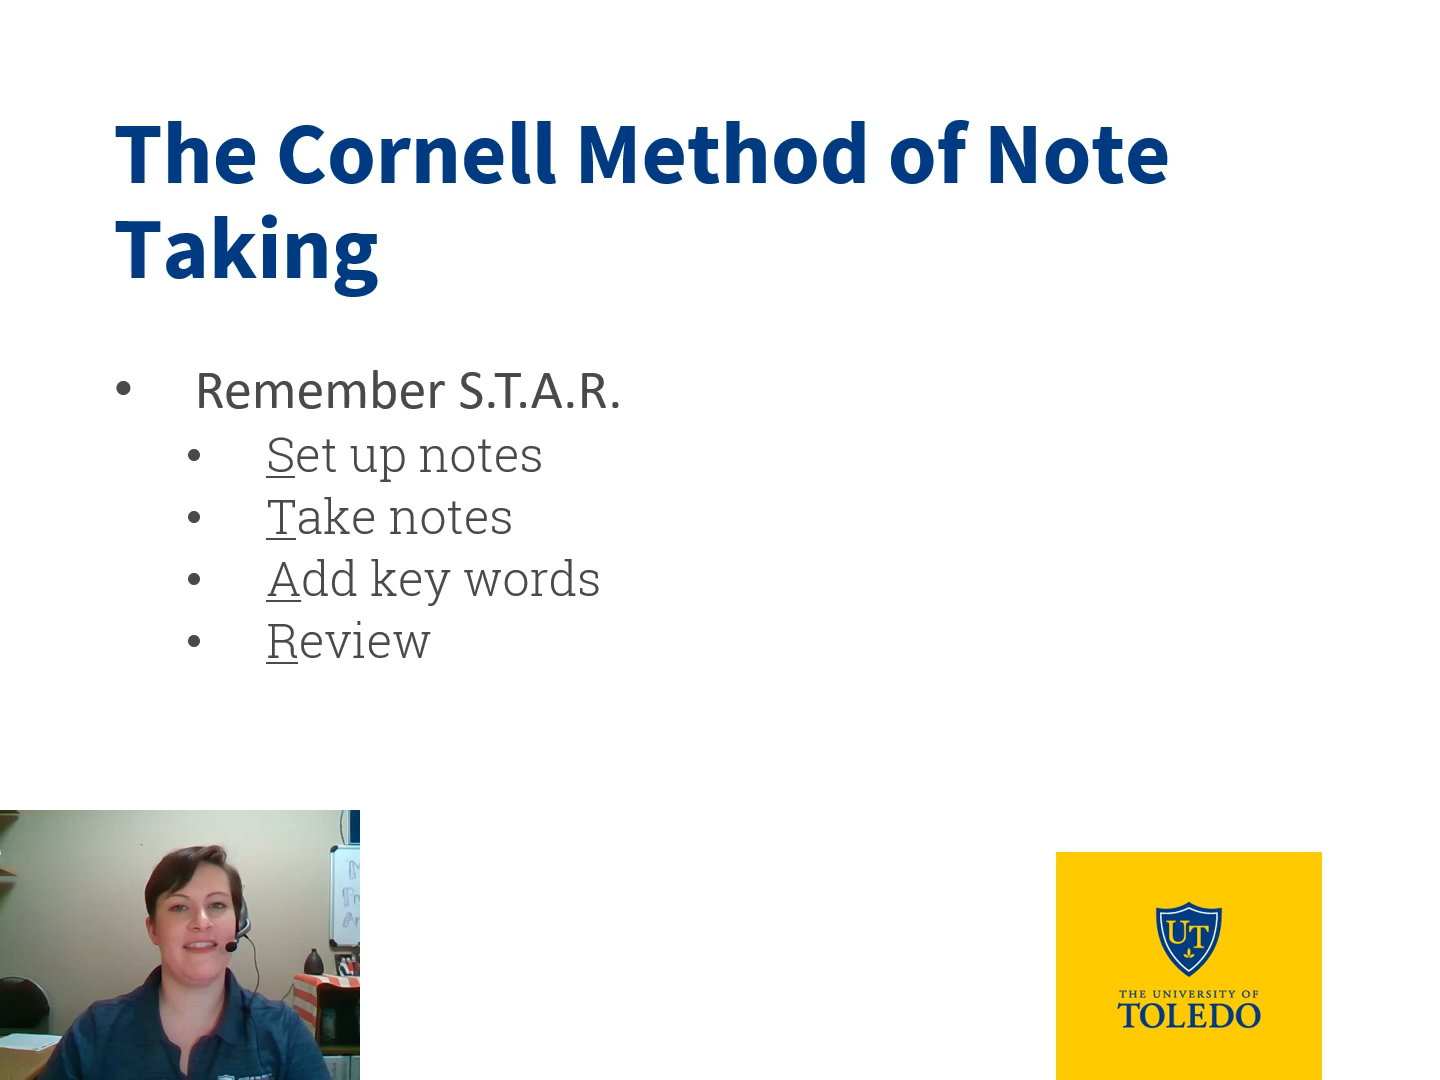 The Cornell Method of Note
Taking
• Remember S.T.A.R.
• Set up notes
• Take notes
• Add key words
• Review
UT
THE UNIVERSITY OF
TOLEDO